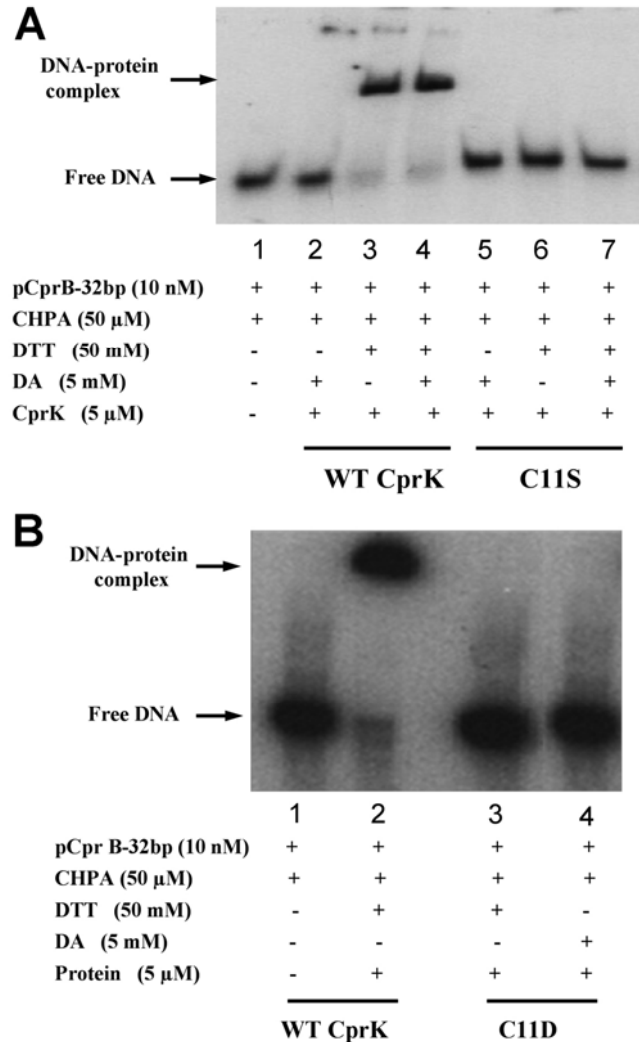 A
DNA-protein
complex
Free DNA
1 2 3 4 5 6 7
pCprB-32bp (10 nM) + + + + + + +
CHPA (50 µM) + + + + + + +
DTT (50 mM) - - + + - + +
DA (5 mM) - + - + + - +
CprK (5 µM) - + + + + + +
WT CprK C11S
B
DNA-protein
complex
Free DNA
1 2 3 4
pCpr B-32bp (10 nM) + + + +
CHPA (50 µM) + + + +
DTT (50 mM) - + + -
DA (5 mM) - - - +
Protein (5 µM) - + + +
WT CprK C11D